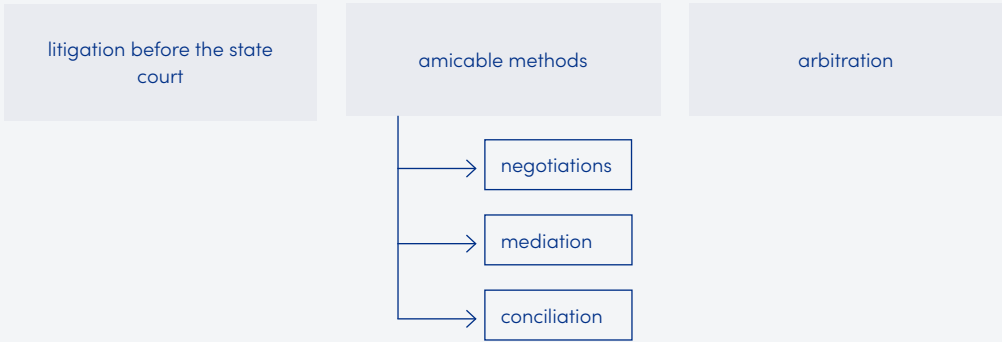 litigation before the state
court
amicable methods
arbitration
negotiations
mediation
conciliation